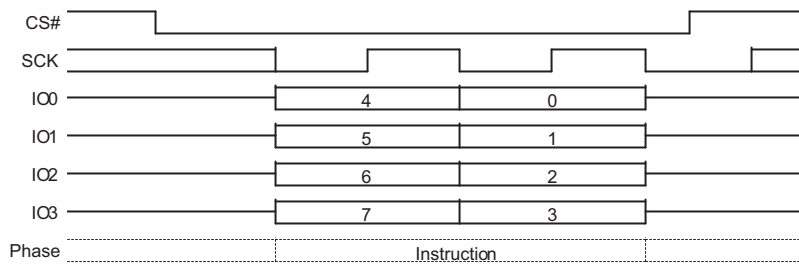 CS#
SCK
IO0 4 0
IO1 5 1
IO2 6 2
IO3 7 3
Phase Instruction